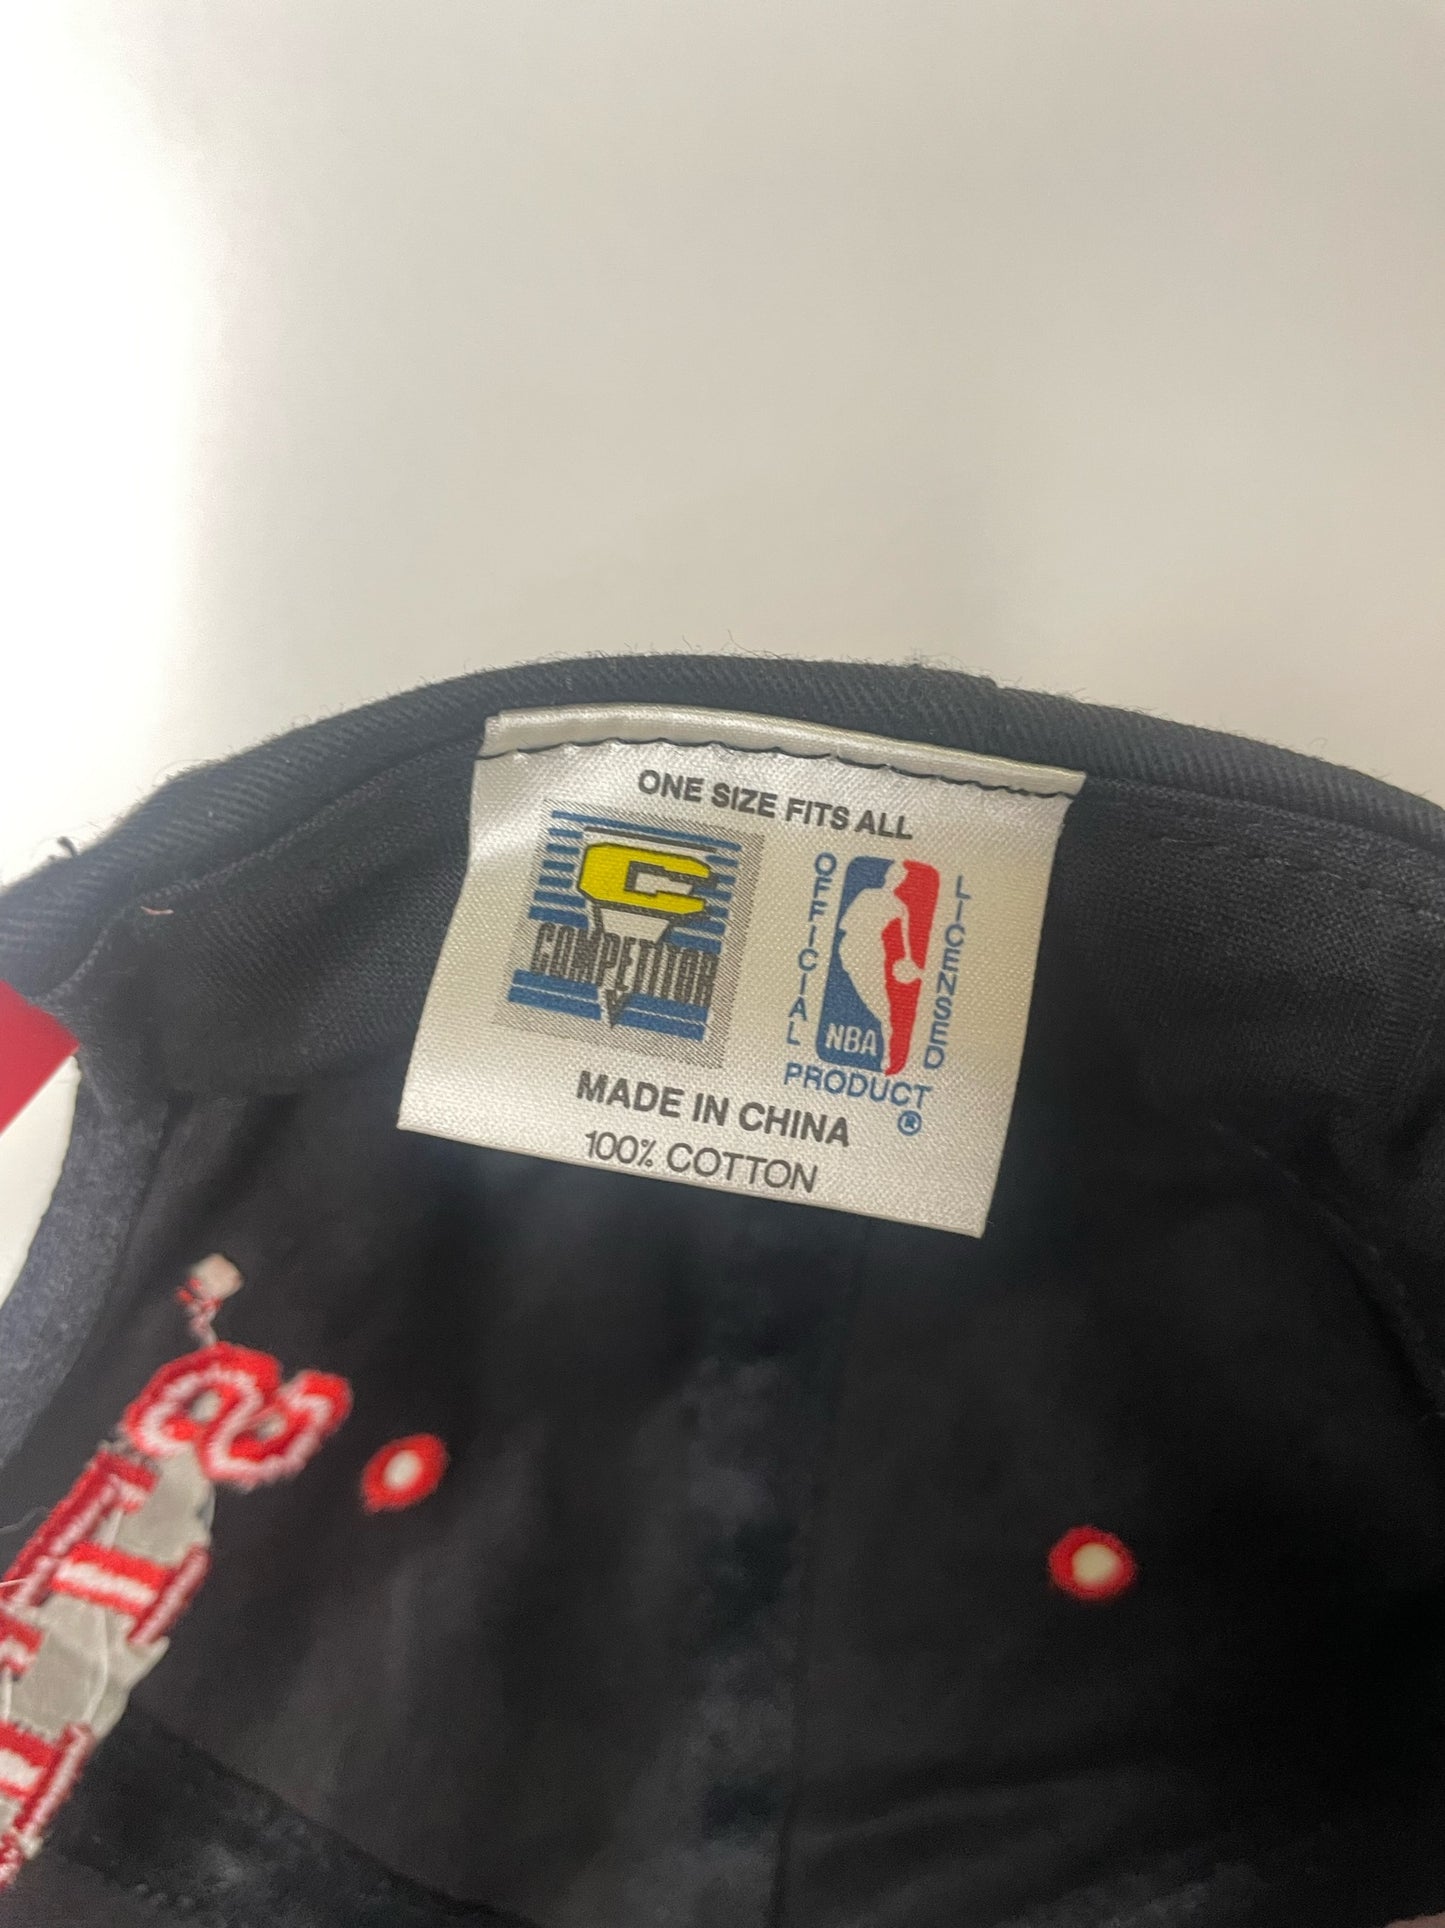 ONE SIZE FITS ALL
C
COMPETITOR
OFFICIAL
LICENSED
NBA
PRODUCT
®
MADE IN CHINA
100% COTTON